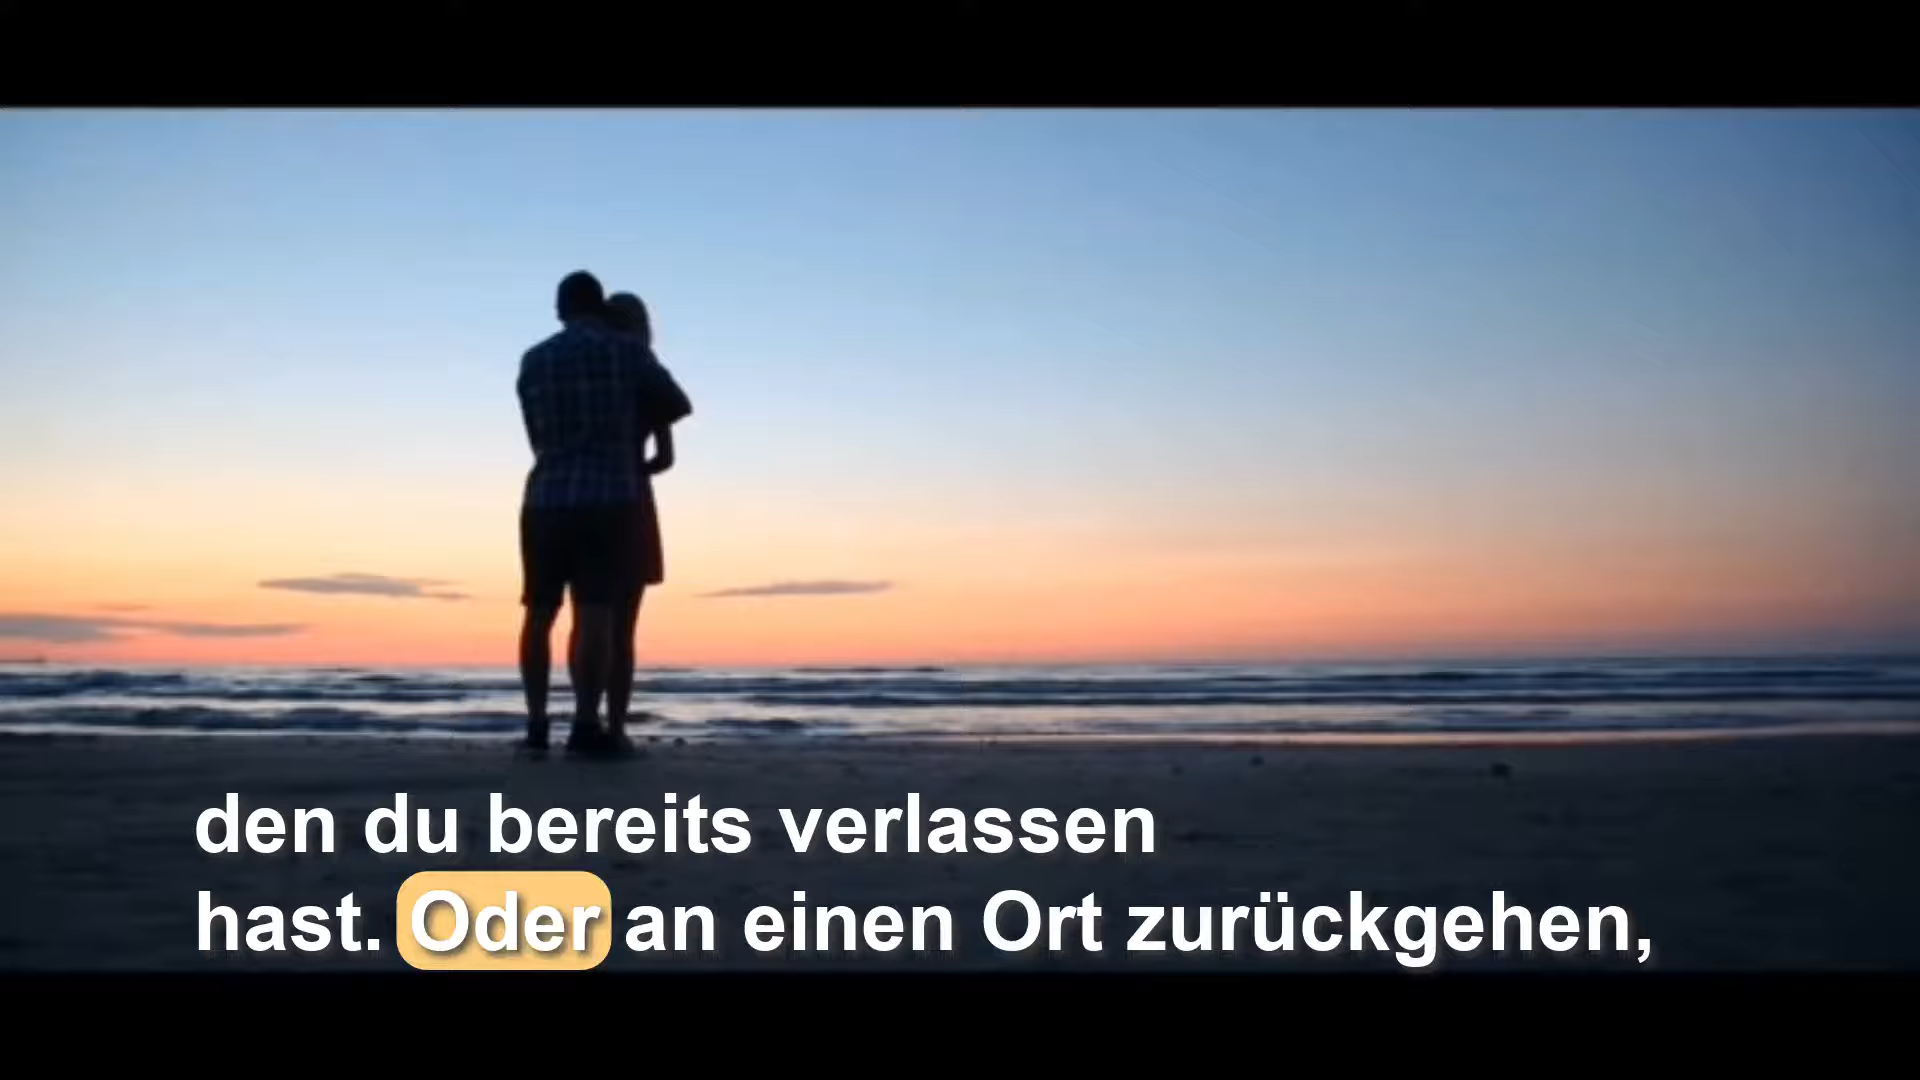 den du bereits verlassen
hast. Oder an einen Ort zurückgehen,